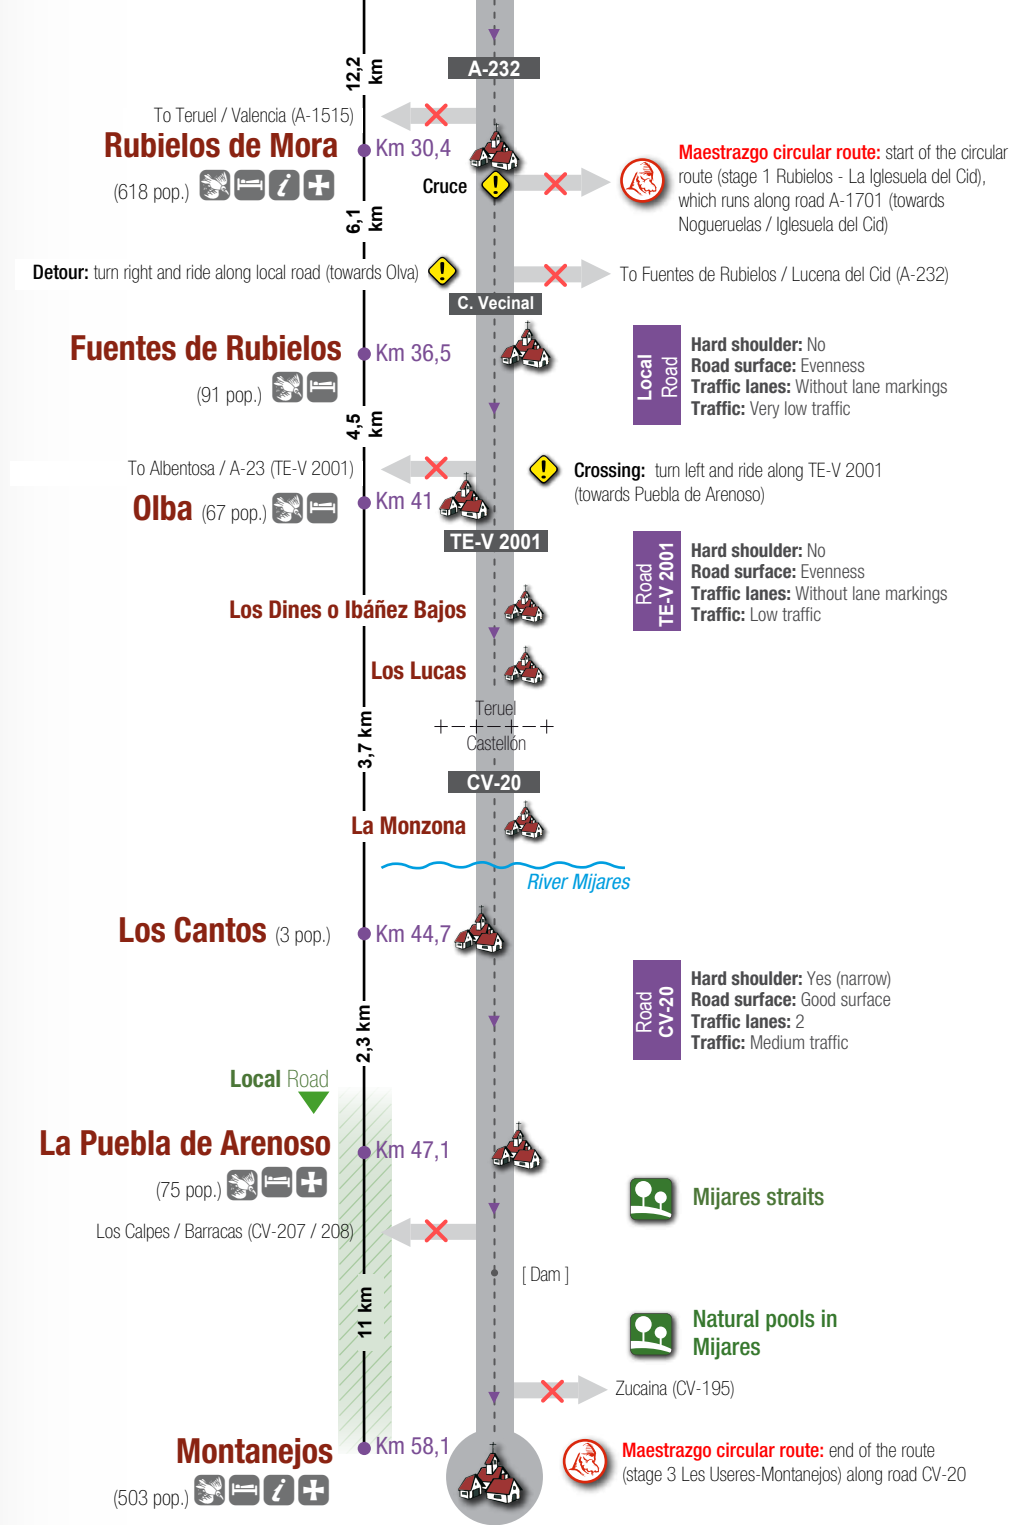 12,2 km
A-232
To Teruel / Valencia (A-1515)
Rubielos de Mora
Km 30,4
(618 pop.)
Cruce
Maestrazgo circular route: start of the circular
route (stage 1 Rubielos - La Iglesuela del Cid),
which runs along road A-1701 (towards
Nogueruelas / Iglesuela del Cid)
6,1 km
Detour: turn right and ride along local road (towards Olva)
To Fuentes de Rubielos / Lucena del Cid (A-232)
C. Vecinal
Fuentes de Rubielos
Km 36,5
(91 pop.)
Local Road
Hard shoulder: No
Road surface: Evenness
Traffic lanes: Without lane markings
Traffic: Very low traffic
4,5 km
To Albentosa / A-23 (TE-V 2001)
Crossing: turn left and ride along TE-V 2001
(towards Puebla de Arenoso)
Olba (67 pop.)
Km 41
TE-V 2001
Road TE-V 2001
Hard shoulder: No
Road surface: Evenness
Traffic lanes: Without lane markings
Traffic: Low traffic
Los Dines o Ibáñez Bajos
Los Lucas
Teruel
Castellón
3,7 km
CV-20
La Monzona
River Mijares
Los Cantos (3 pop.)
Km 44,7
Road CV-20
Hard shoulder: Yes (narrow)
Road surface: Good surface
Traffic lanes: 2
Traffic: Medium traffic
2,3 km
Local Road
La Puebla de Arenoso
Km 47,1
(75 pop.)
Mijares straits
Los Calpes / Barracas (CV-207 / 208)
[ Dam ]
11 km
Natural pools in
Mijares
Zucaina (CV-195)
Montanejos
Km 58,1
(503 pop.)
Maestrazgo circular route: end of the route
(stage 3 Les Useres-Montanejos) along road CV-20